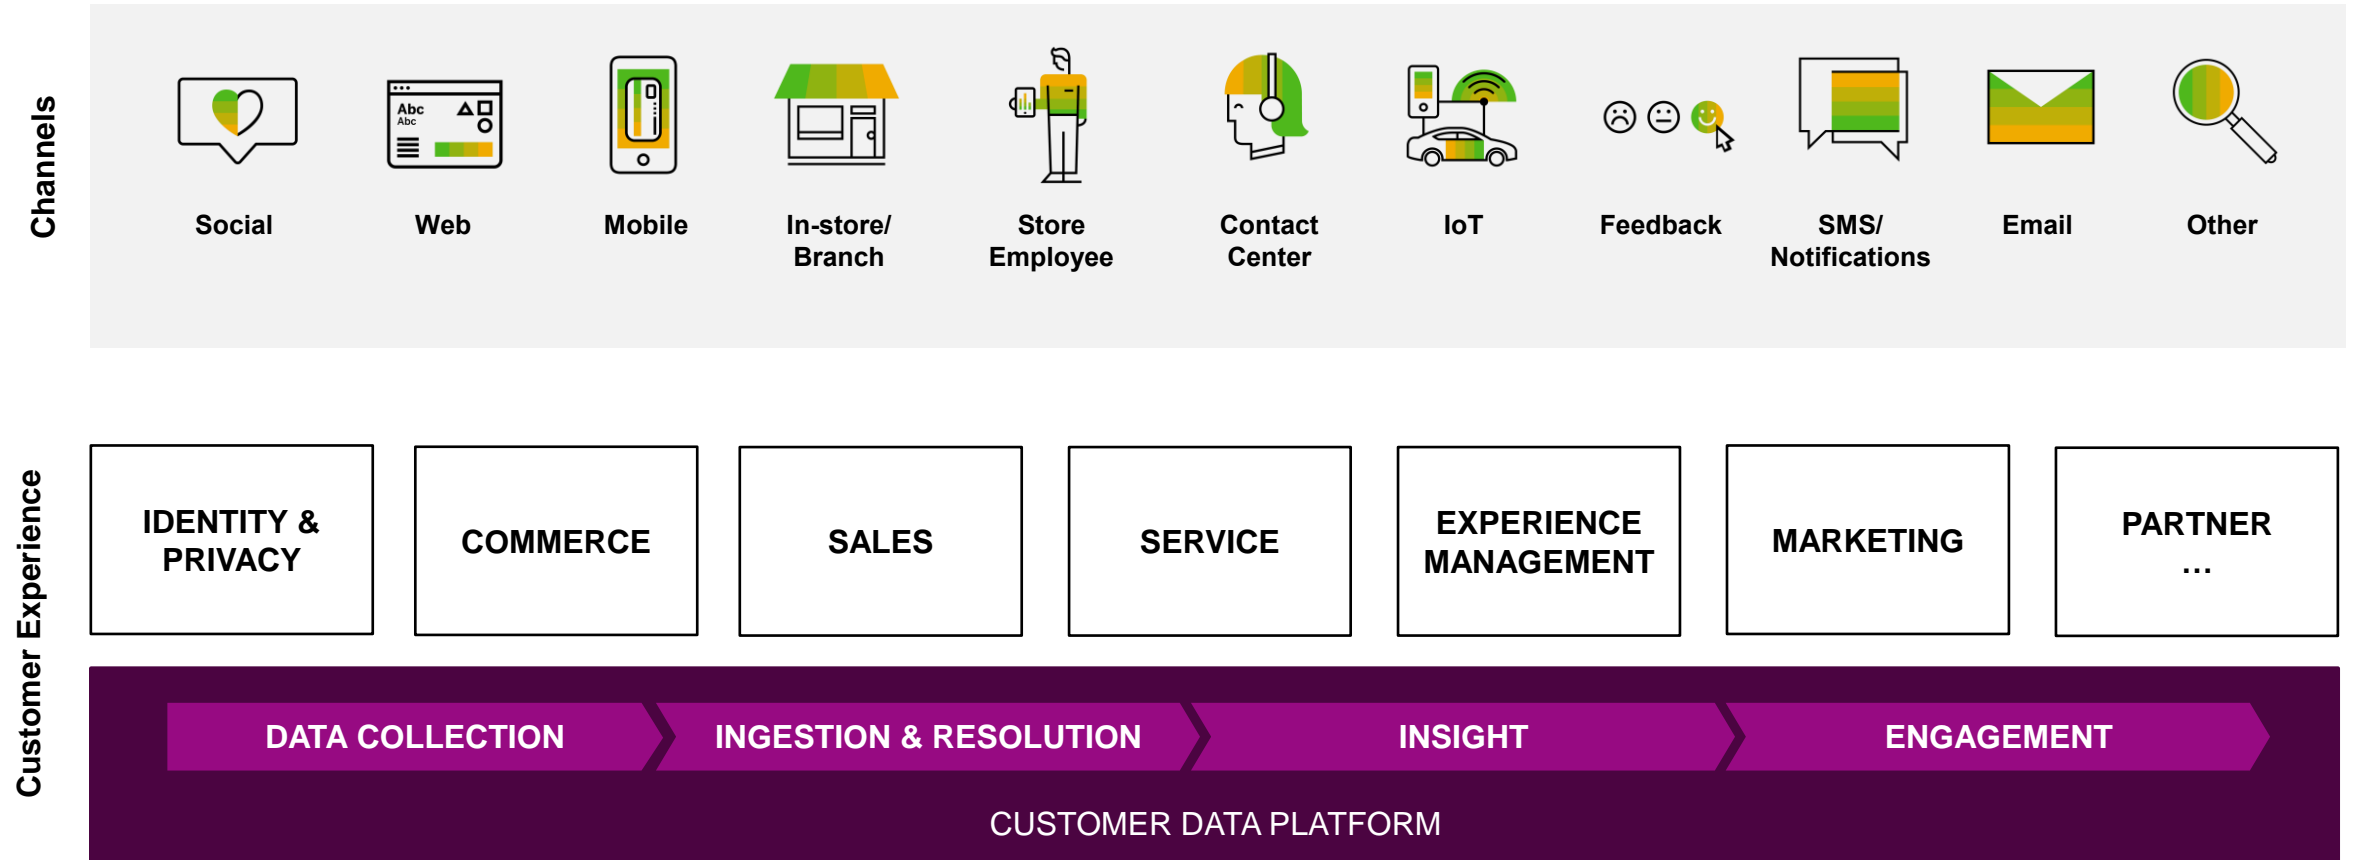 Channels
Abc
Abc
Social
Web
Mobile
In-store/
Branch
Store
Employee
Contact
Center
IoT
Feedback
SMS/
Notifications
Email
Other
Customer Experience
IDENTITY &
PRIVACY
COMMERCE
SALES
SERVICE
EXPERIENCE
MANAGEMENT
MARKETING
PARTNER
...
DATA COLLECTION
INGESTION & RESOLUTION
INSIGHT
ENGAGEMENT
CUSTOMER DATA PLATFORM